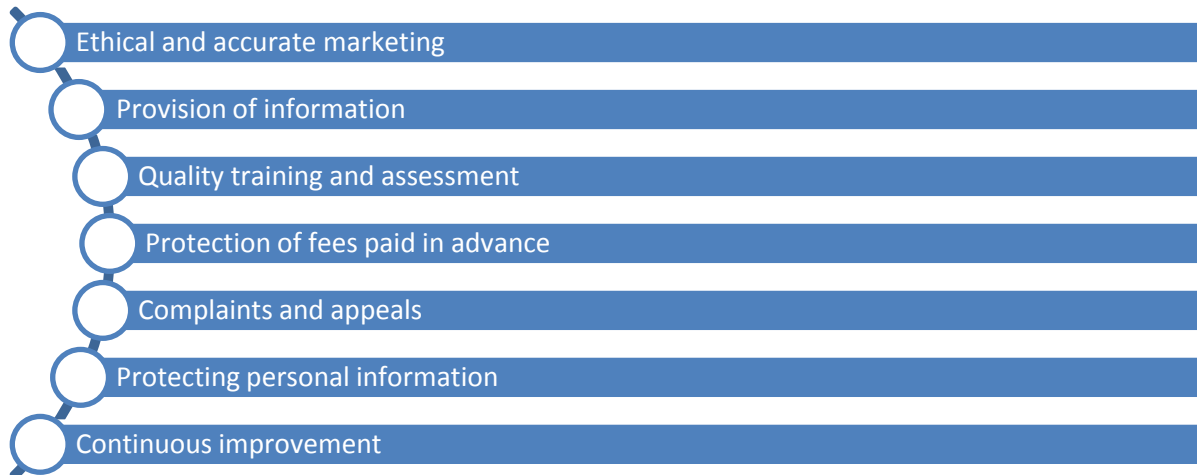 Ethical and accurate marketing
Provision of information
Quality training and assessment
Protection of fees paid in advance
Complaints and appeals
Protecting personal information
Continuous improvement